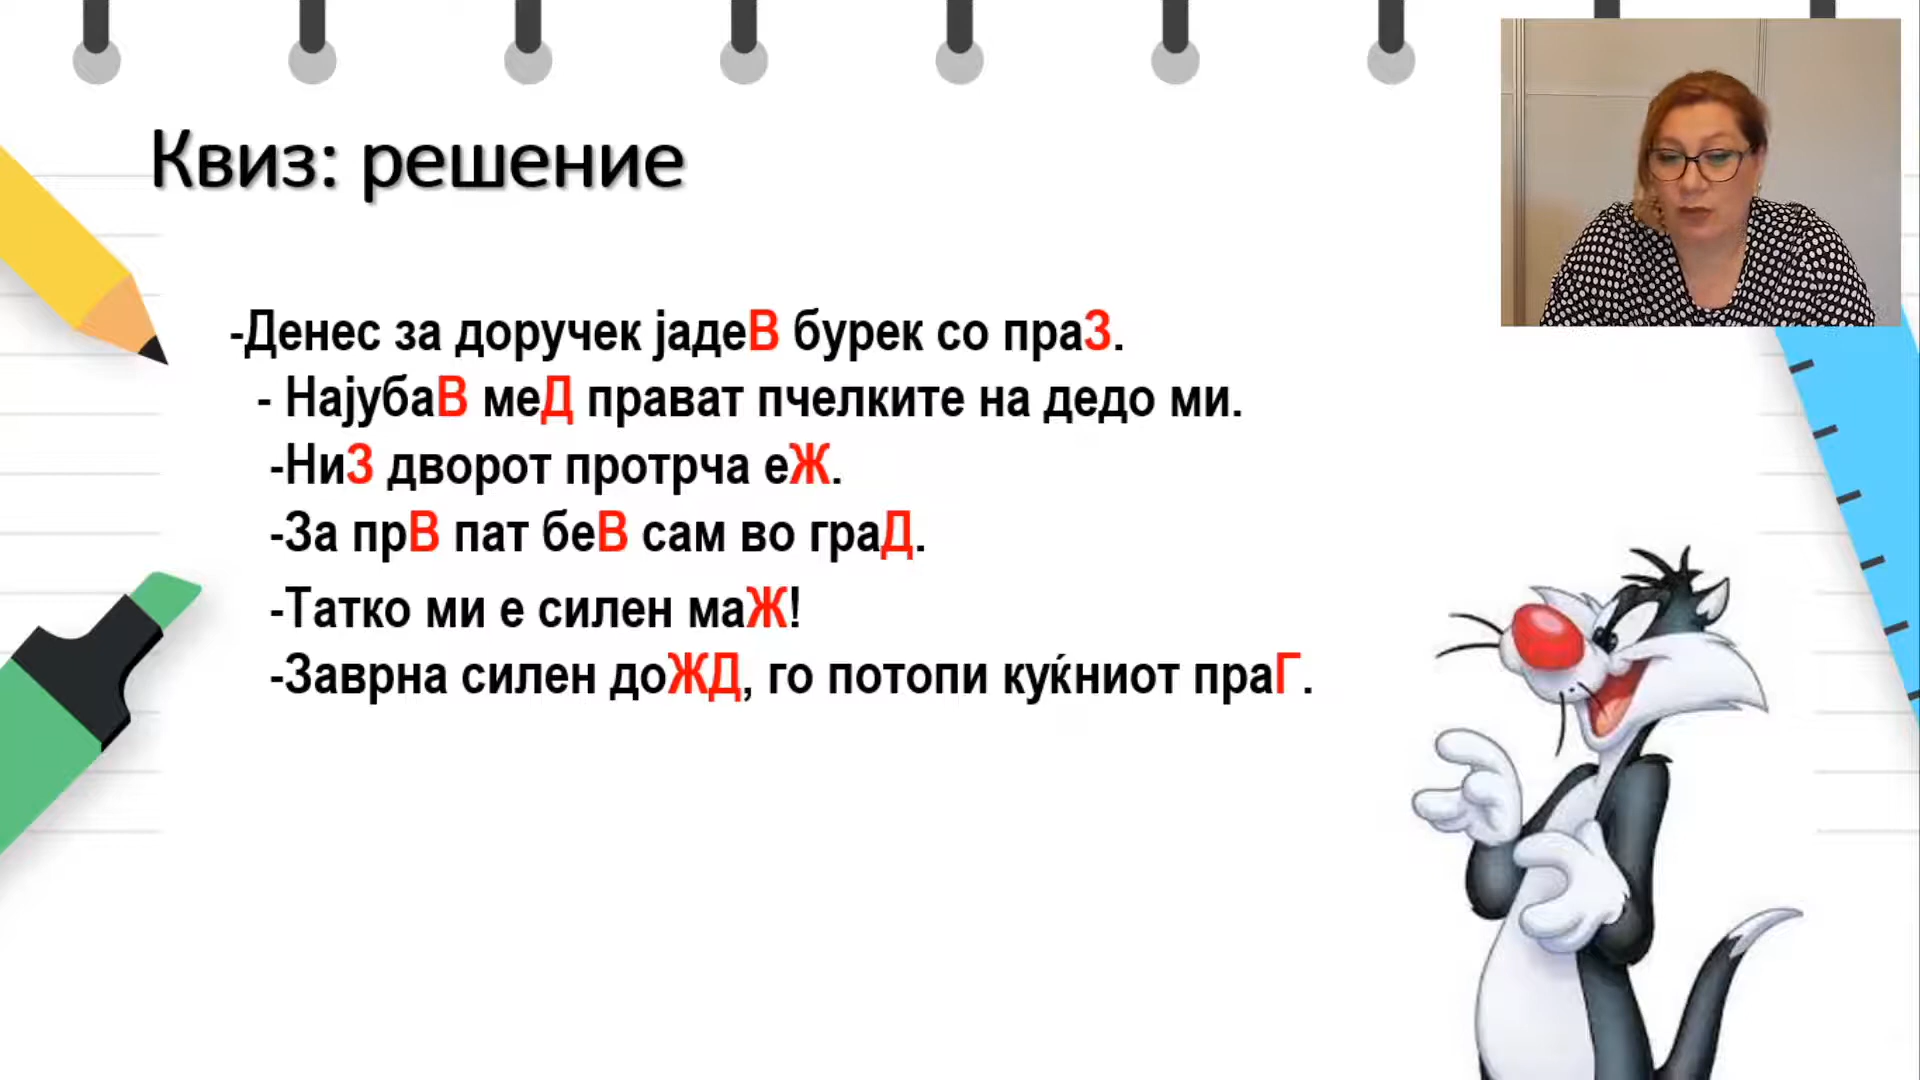 Квиз: решение
-Денес за доручек јадеВ бурек со праЗ.
- НајубаВ меД прават пчелките на дедо ми.
-НиЗ дворот протрча еЖ.
-За прВ пат беВ сам во граД.
-Татко ми е силен маЖ!
-Заврна силен доЖД, го потопи куќниот праГ.